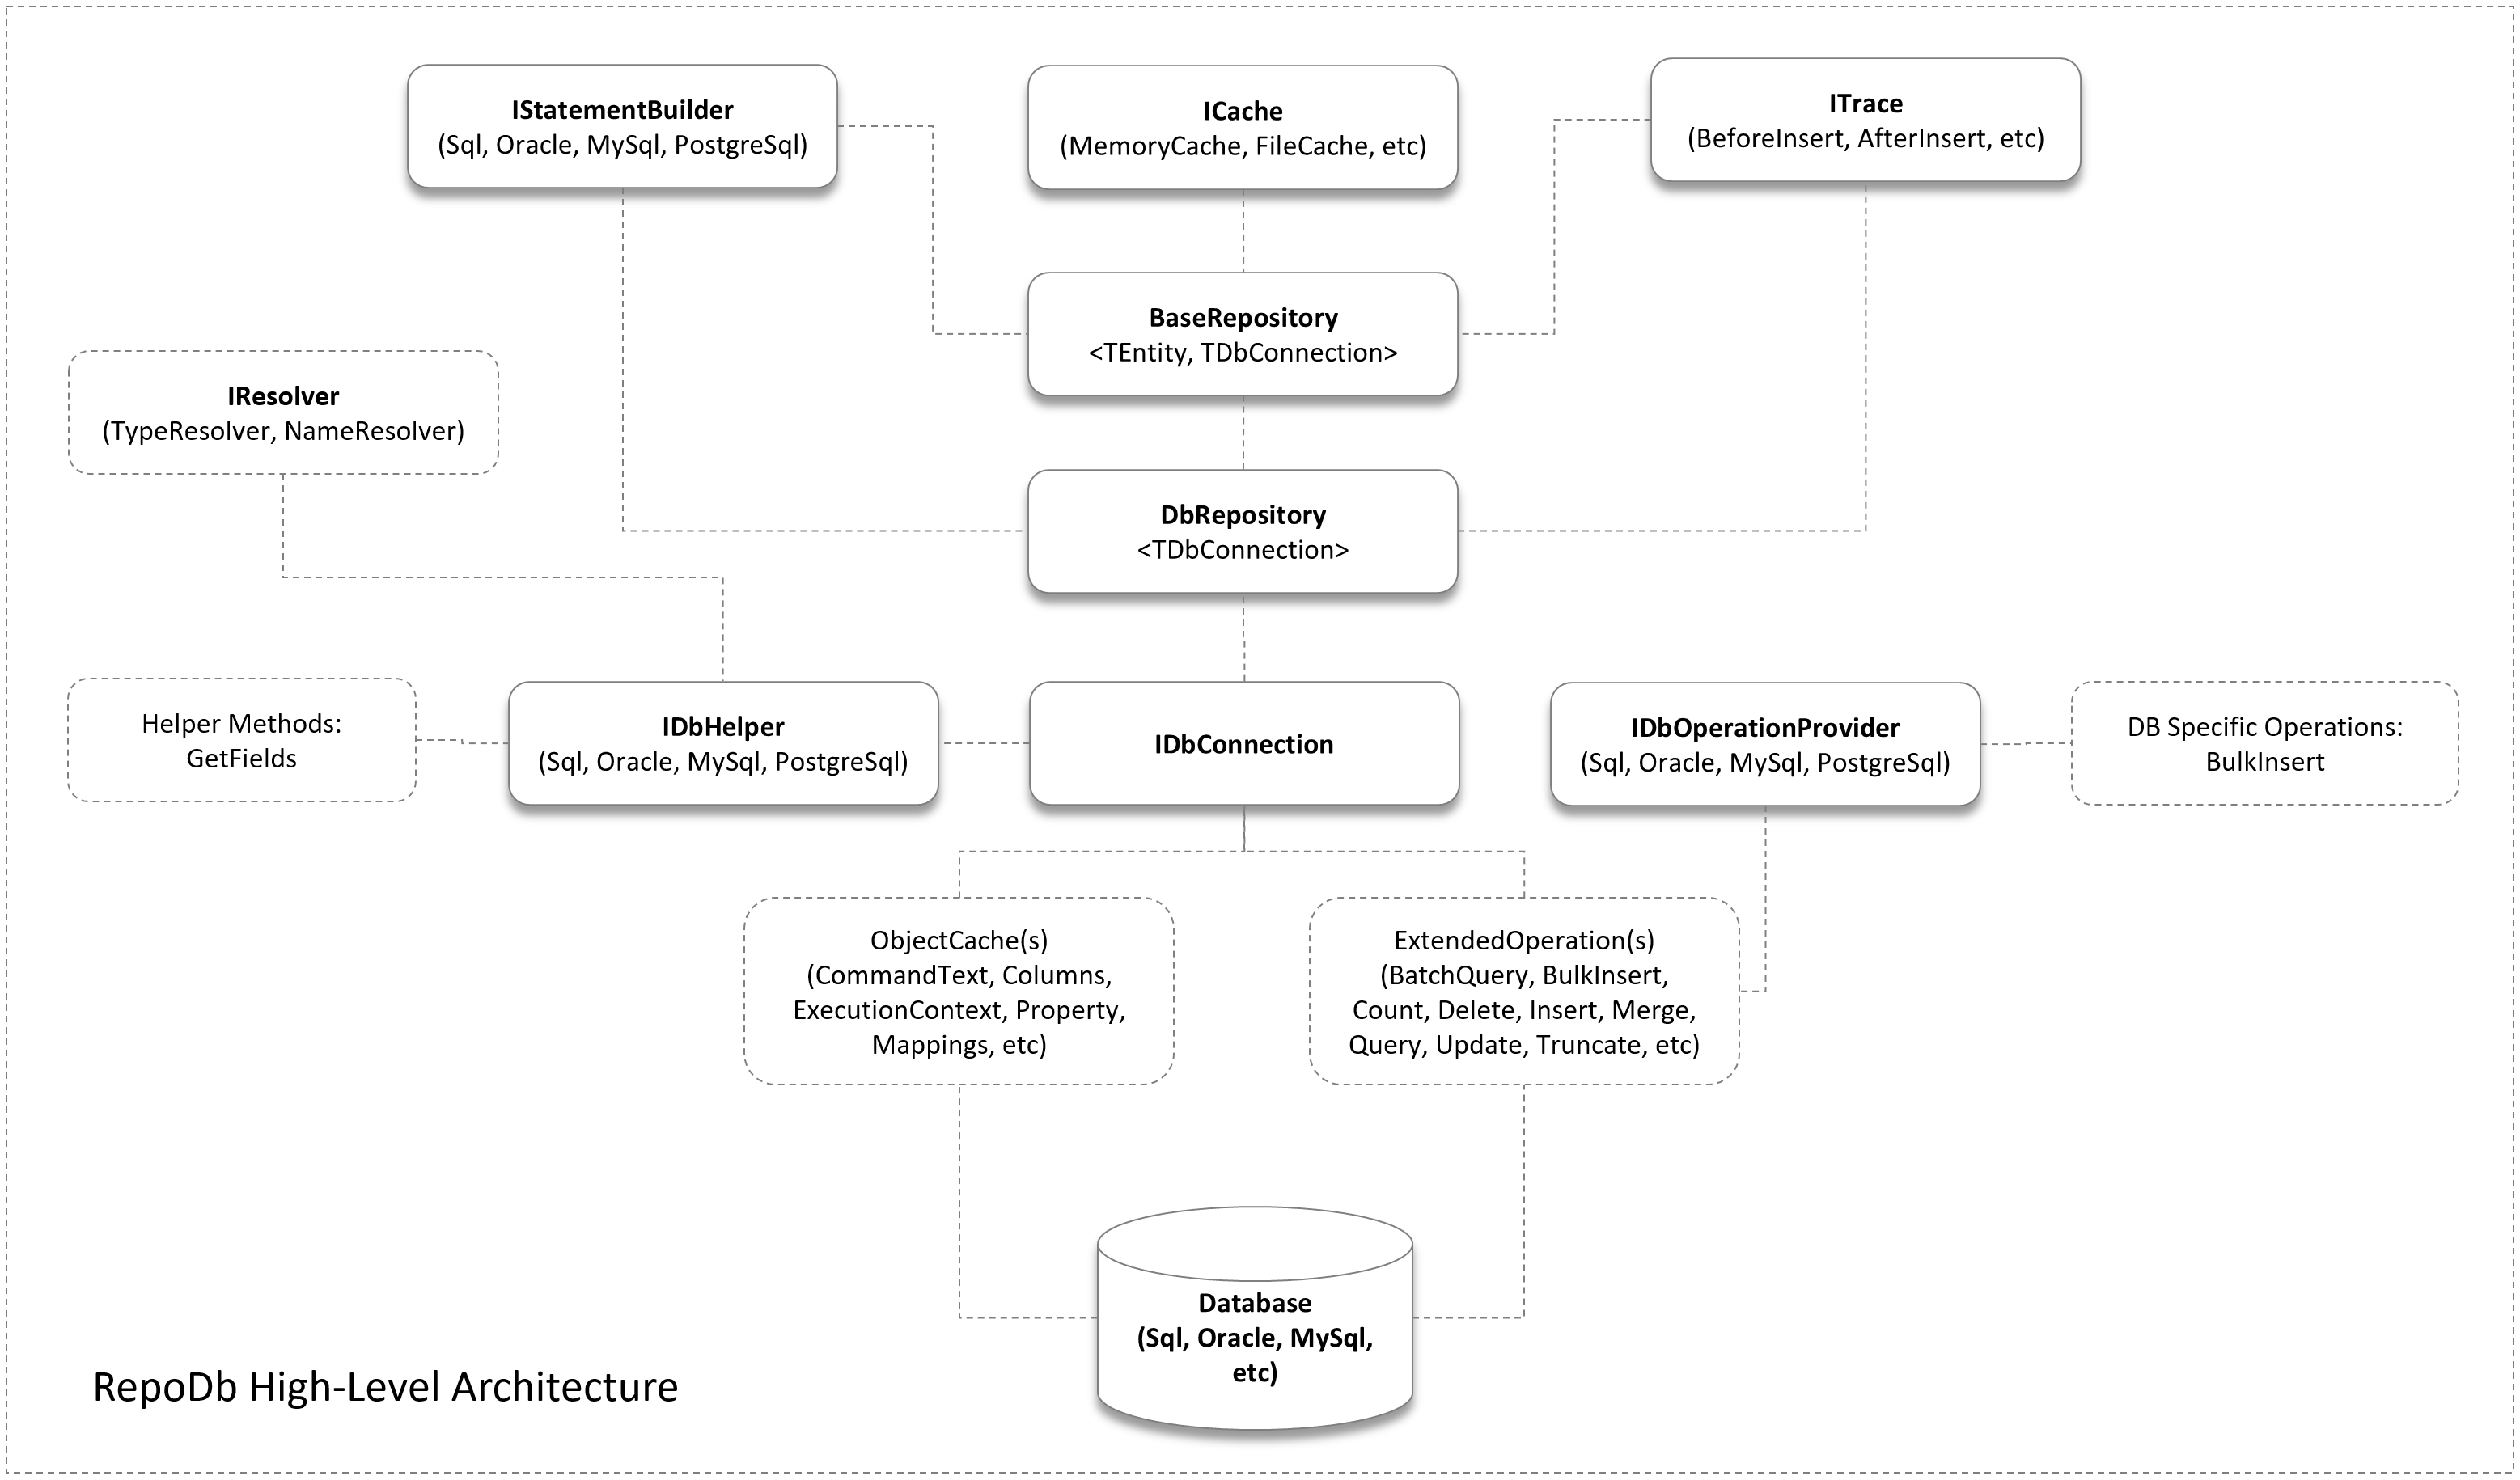 IStatementBuilder
(Sql, Oracle, MySql, PostgreSql)
ICache
(MemoryCache, FileCache, etc)
ITrace
(BeforeInsert, AfterInsert, etc)
BaseRepository
<TEntity, TDbConnection>
IResolver
(TypeResolver, NameResolver)
DbRepository
<TDbConnection>
Helper Methods:
GetFields
IDbHelper
(Sql, Oracle, MySql, PostgreSql)
IDbConnection
IDbOperationProvider
(Sql, Oracle, MySql, PostgreSql)
DB Specific Operations:
BulkInsert
ObjectCache(s)
(CommandText, Columns,
ExecutionContext, Property,
Mappings, etc)
ExtendedOperation(s)
(BatchQuery, BulkInsert,
Count, Delete, Insert, Merge,
Query, Update, Truncate, etc)
Database
(Sql, Oracle, MySql,
etc)
RepoDb High-Level Architecture